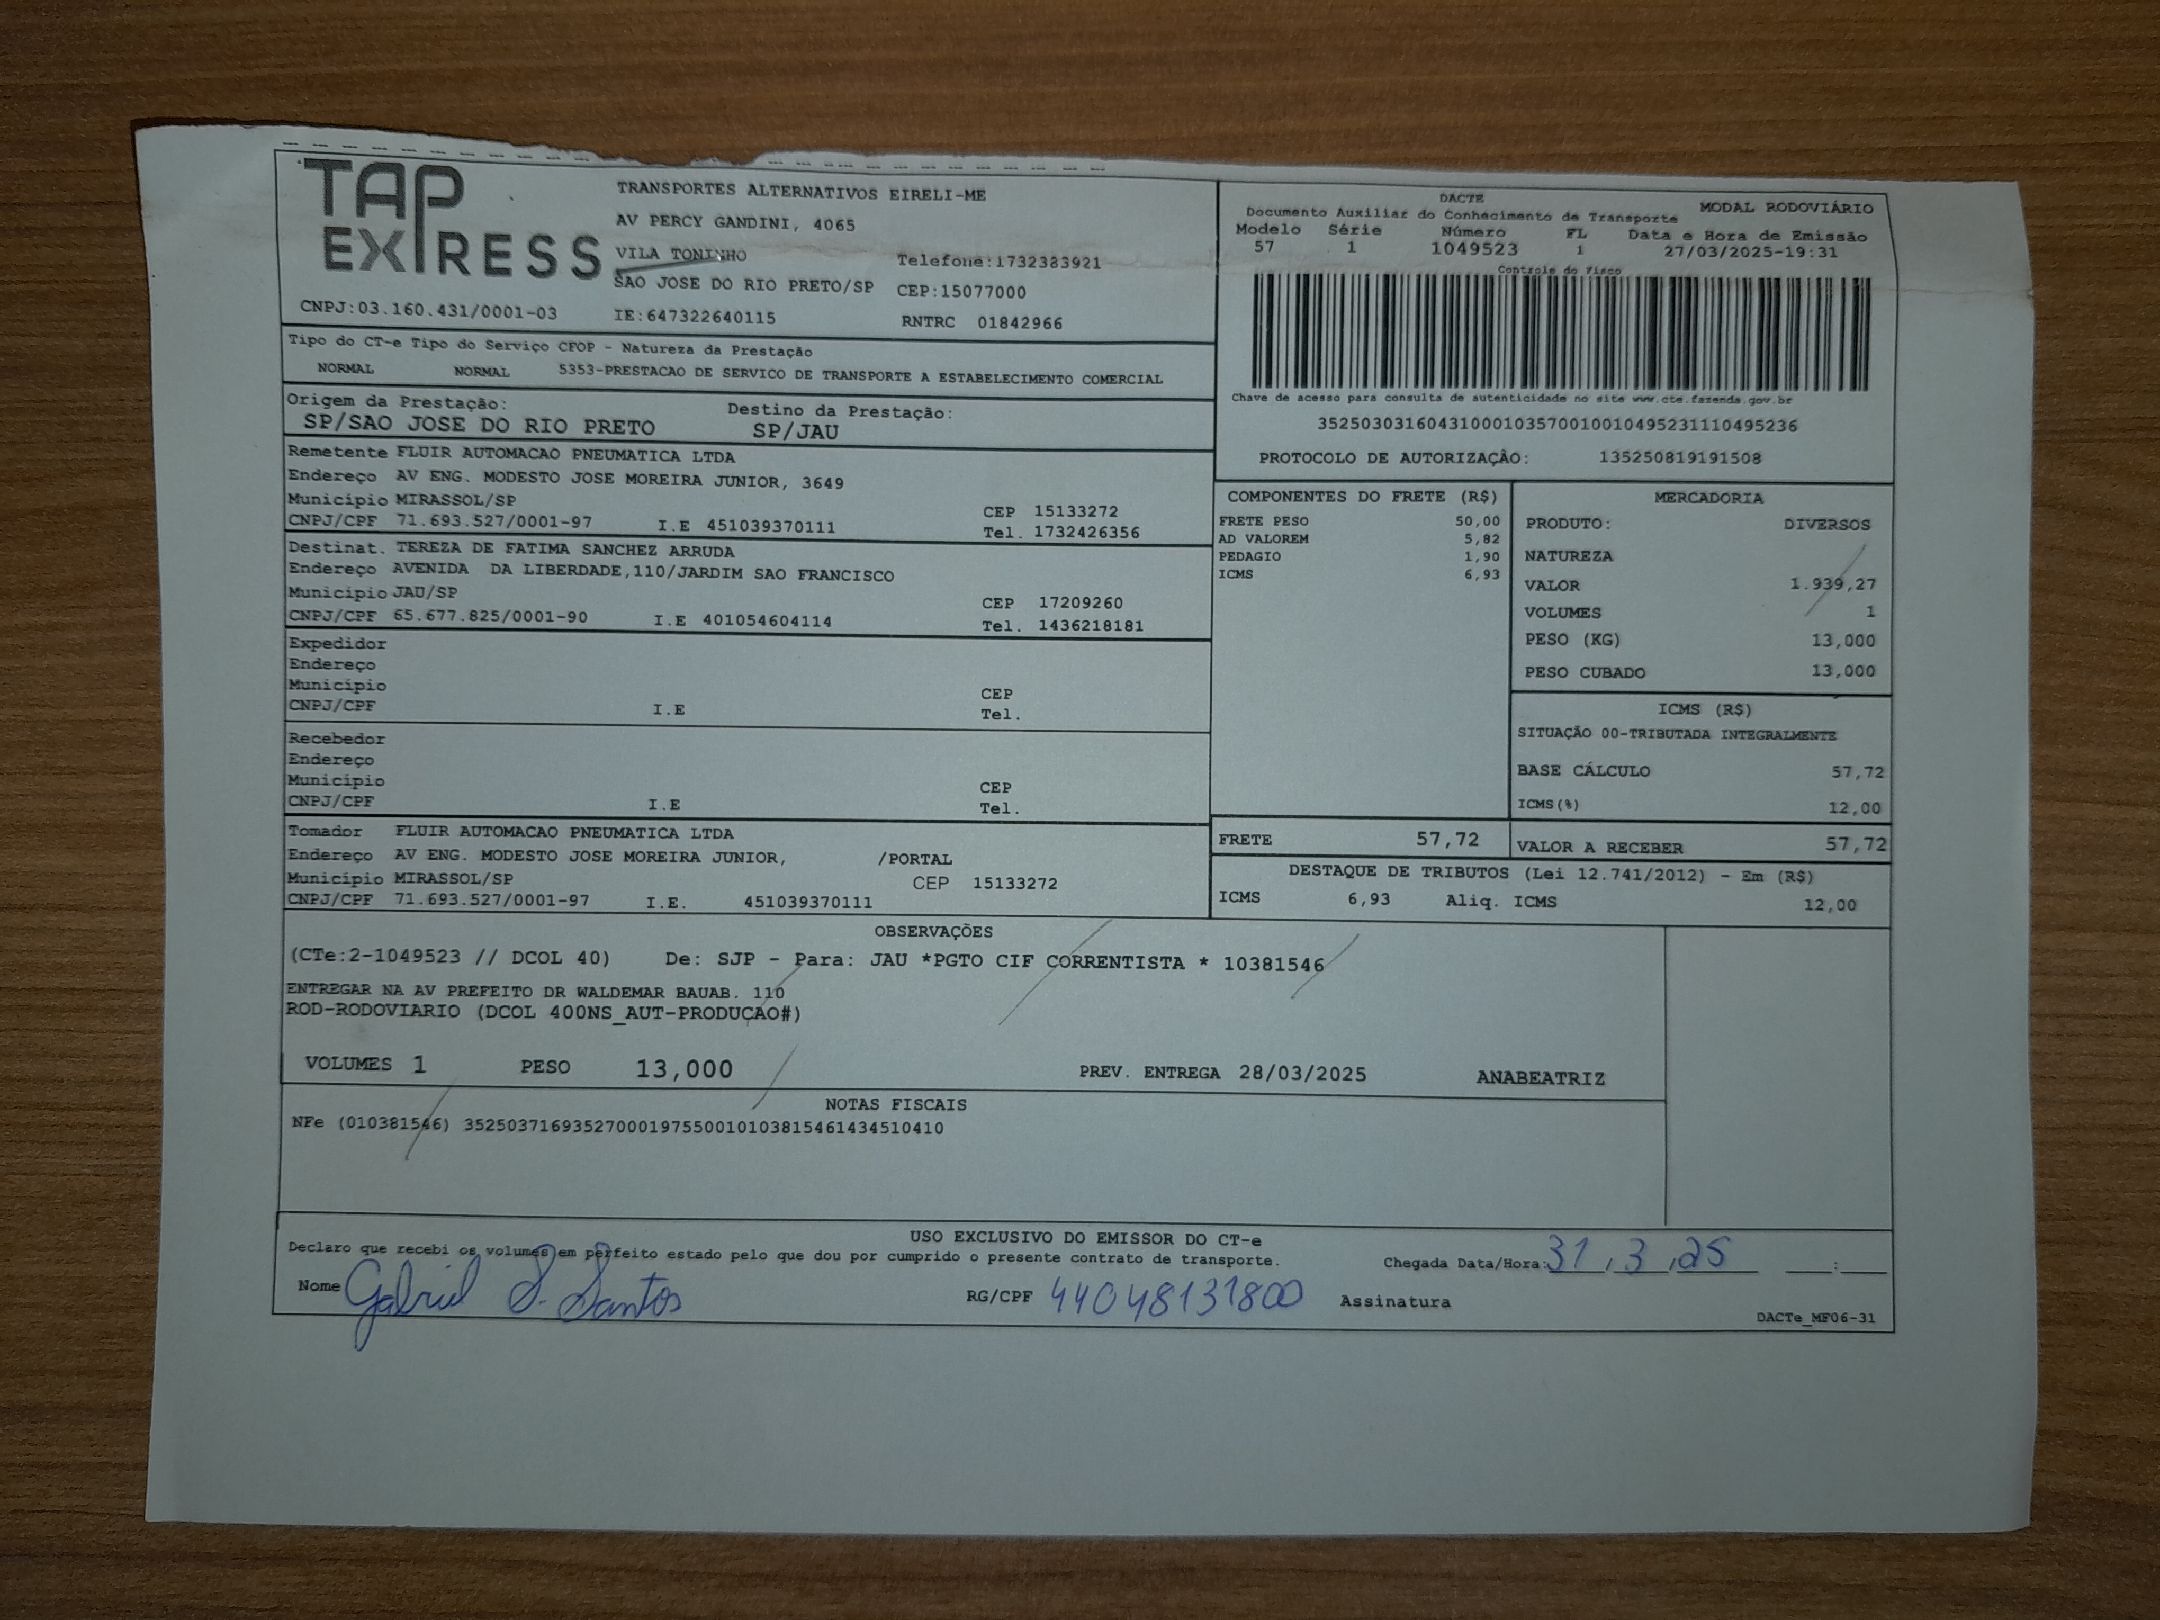 TAP EXPRESS
TRANSPORTES ALTERNATIVOS EIRELI-ME
AV PERCY GANDINI, 4065
VILA TONINHO
Telefone:1732383921
SAO JOSE DO RIO PRETO/SP CEP:15077000
CNPJ:03.160.431/0001-03 IE:647322640115 RNTRC 01842966
DACTE
Documento Auxiliar do Conhecimento de Transporte MODAL RODOVIÁRIO
Modelo Série Número FL Data e Hora de Emissão
57 1 1049523 1 27/03/2025-19:31
Controle do Fisco
Chave de acesso para consulta de autenticidade no site www.cte.fazenda.gov.br
35250303160431000103570010010495231110495236
PROTOCOLO DE AUTORIZAÇÃO: 135250819191508
Tipo do CT-e Tipo do Serviço CFOP - Natureza da Prestação
NORMAL NORMAL 5353-PRESTACAO DE SERVICO DE TRANSPORTE A ESTABELECIMENTO COMERCIAL
Origem da Prestação: Destino da Prestação:
SP/SAO JOSE DO RIO PRETO SP/JAU
Remetente FLUIR AUTOMACAO PNEUMATICA LTDA
Endereço AV ENG. MODESTO JOSE MOREIRA JUNIOR, 3649
Município MIRASSOL/SP CEP 15133272
CNPJ/CPF 71.693.527/0001-97 I.E 451039370111 Tel. 1732426356
Destinat. TEREZA DE FATIMA SANCHEZ ARRUDA
Endereço AVENIDA DA LIBERDADE,110/JARDIM SAO FRANCISCO
Município JAU/SP CEP 17209260
CNPJ/CPF 65.677.825/0001-90 I.E 401054604114 Tel. 1436218181
Expedidor
Endereço
Município CEP
CNPJ/CPF I.E Tel.
Recebedor
Endereço
Município CEP
CNPJ/CPF I.E Tel.
Tomador FLUIR AUTOMACAO PNEUMATICA LTDA
Endereço AV ENG. MODESTO JOSE MOREIRA JUNIOR, /PORTAL
Município MIRASSOL/SP CEP 15133272
CNPJ/CPF 71.693.527/0001-97 I.E. 451039370111
COMPONENTES DO FRETE (R$)
FRETE PESO 50,00
AD VALOREM 5,82
PEDAGIO 1,90
ICMS 6,93
MERCADORIA
PRODUTO: DIVERSOS
NATUREZA
VALOR 1.939,27
VOLUMES 1
PESO (KG) 13,000
PESO CUBADO 13,000
ICMS (R$)
SITUAÇÃO 00-TRIBUTADA INTEGRALMENTE
BASE CÁLCULO 57,72
ICMS(%) 12,00
FRETE 57,72 VALOR A RECEBER 57,72
DESTAQUE DE TRIBUTOS (Lei 12.741/2012) - Em (R$)
ICMS 6,93 Aliq. ICMS 12,00
OBSERVAÇÕES
(CTe:2-1049523 // DCOL 40) De: SJP - Para: JAU *PGTO CIF CORRENTISTA * 10381546
ENTREGAR NA AV PREFEITO DR WALDEMAR BAUAB. 110
ROD-RODOVIARIO (DCOL 400NS_AUT-PRODUCAO#)
VOLUMES 1 PESO 13,000 PREV. ENTREGA 28/03/2025 ANABEATRIZ
NOTAS FISCAIS
NFe (010381546) 35250371693527000197550010103815461434510410
USO EXCLUSIVO DO EMISSOR DO CT-e
Declaro que recebi os volumes em perfeito estado pelo que dou por cumprido o presente contrato de transporte. Chegada Data/Hora: 31,3,25 :
Nome Gabriel S. Santos RG/CPF 44048131800 Assinatura
DACTe_MF06-31